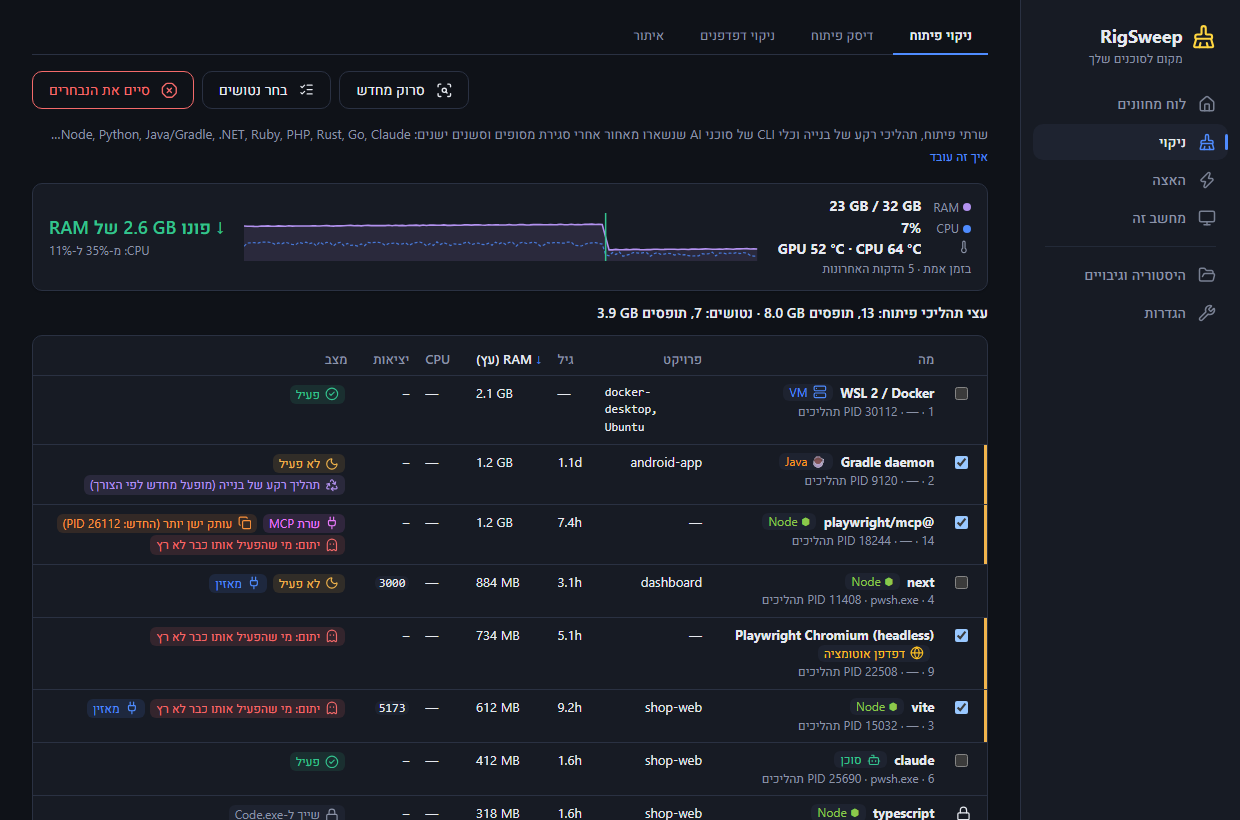 RigSweep
מקום לסוכנים שלך
לוח מחוונים
ניקוי
האצה
מחשב זה
היסטוריה וגיבויים
הגדרות
ניקוי פיתוח
דיסק פיתוח
ניקוי דפדפנים
איתור
סרוק מחדש
בחר נטושים
סיים את הנבחרים
שרתי פיתוח, תהליכי רקע של בנייה וכלי CLI של סוכני AI שנשארו מאחור אחרי סגירת מסופים וסשנים ישנים: Node, Python, Java/Gradle, .NET, Ruby, PHP, Rust, Go, Claude…
איך זה עובד
RAM 23 GB / 32 GB
CPU 7%
GPU 52 °C · CPU 64 °C
בזמן אמת · 5 הדקות האחרונות
↓ פונו 2.6 GB של RAM
CPU: מ-35% ל-11%
עצי תהליכי פיתוח: 13, תופסים 8.0 GB · נטושים: 7, תופסים 3.9 GB
מה פרויקט גיל ↓ RAM (עץ) CPU יציאות מצב
WSL 2 / Docker VM docker-desktop, Ubuntu — 2.1 GB — – פעיל
1 · — · PID 30112 תהליכים
Gradle daemon Java android-app 1.1d 1.2 GB — – לא פעיל
2 · — · PID 9120 תהליכים
תהליך רקע של בנייה (מופעל מחדש לפי הצורך)
playwright/mcp@ Node — 7.4h 1.2 GB — – שרת MCP עותק ישן יותר (החדש: PID 26112)
14 · — · PID 18244 תהליכים
יתום: מי שהפעיל אותו כבר לא רץ
next Node dashboard 3.1h 884 MB — 3000 לא פעיל מאזין
4 · pwsh.exe · PID 11408 תהליכים
Playwright Chromium (headless) — 5.1h 734 MB — – יתום: מי שהפעיל אותו כבר לא רץ
דפדפן אוטומציה
9 · — · PID 22508 תהליכים
vite Node shop-web 9.2h 612 MB — 5173 יתום: מי שהפעיל אותו כבר לא רץ מאזין
3 · — · PID 15032 תהליכים
claude סוכן shop-web 1.6h 412 MB — – פעיל
6 · pwsh.exe · PID 25690 תהליכים
typescript Node shop-web 1.6h 318 MB — – שייך ל-Code.exe